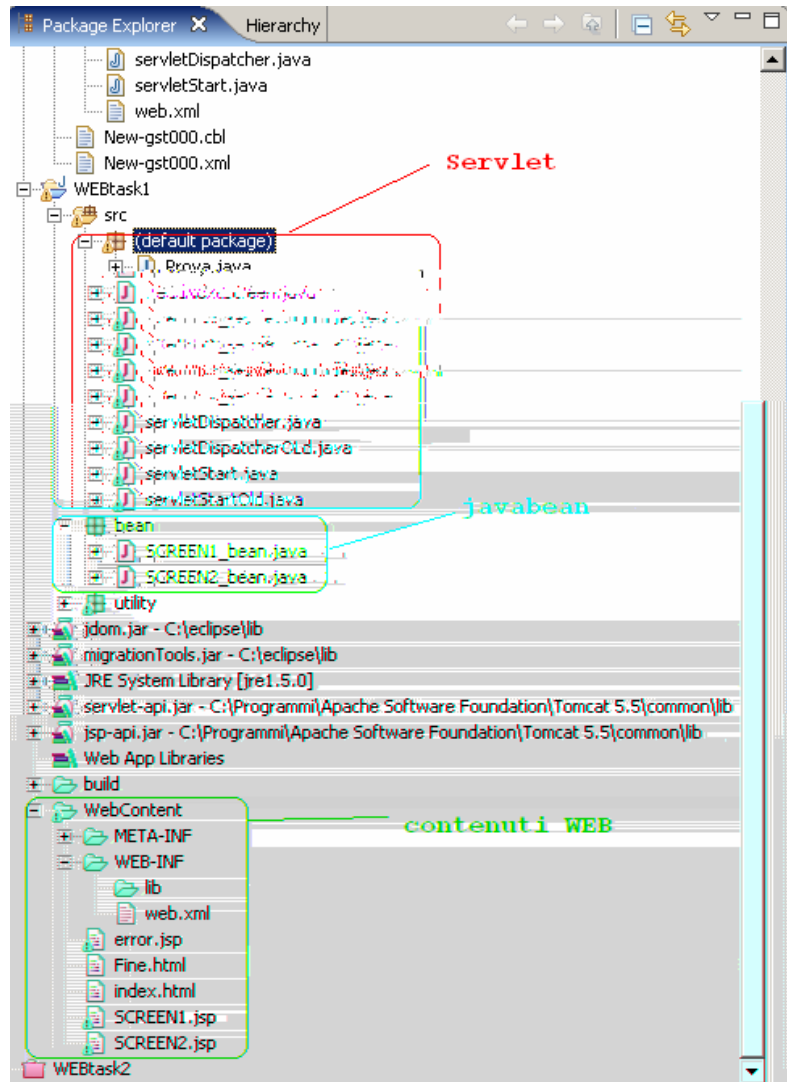 Package Explorer Hierarchy
servletDispatcher.java
servletStart.java
web.xml
New-gst000.cbl
New-gst000.xml
Servlet
WEBtask1
src
(default package)
Prova.java
servletDispatcher.java
servletDispatcherOLd.java
servletStart.java
servletStartOld.java
javabean
bean
SCREEN1_bean.java
SCREEN2_bean.java
utility
jdom.jar - C:\eclipse\lib
migrationTools.jar - C:\eclipse\lib
JRE System Library [jre1.5.0]
servlet-api.jar - C:\Programmi\Apache Software Foundation\Tomcat 5.5\common\lib
jsp-api.jar - C:\Programmi\Apache Software Foundation\Tomcat 5.5\common\lib
Web App Libraries
build
WebContent
contenuti WEB
META-INF
WEB-INF
lib
web.xml
error.jsp
Fine.html
index.html
SCREEN1.jsp
SCREEN2.jsp
WEBtask2